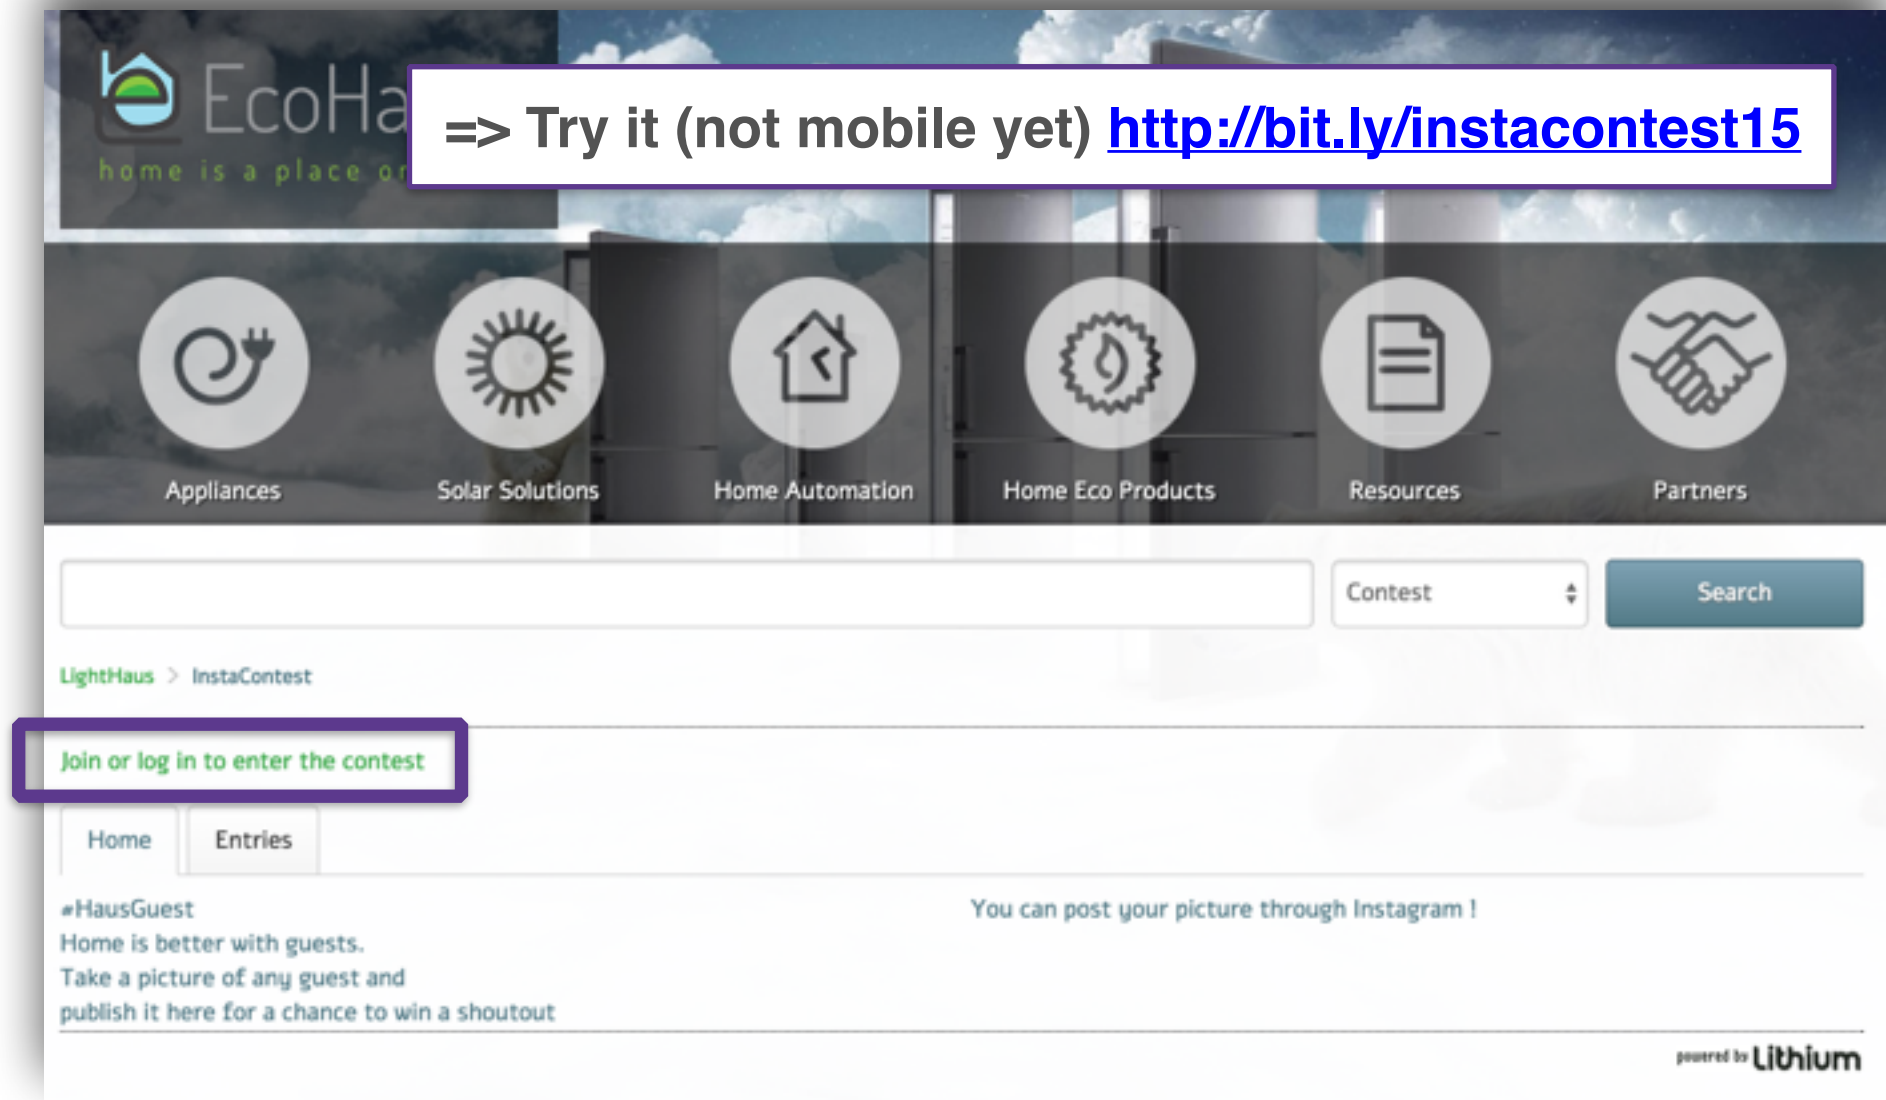 EcoHa
home is a place o
=> Try it (not mobile yet) http://bit.ly/instacontest15
Appliances
Solar Solutions
Home Automation
Home Eco Products
Resources
Partners
Contest
Search
LightHaus > InstaContest
Join or log in to enter the contest
Home
Entries
#HausGuest
Home is better with guests.
Take a picture of any guest and
publish it here for a chance to win a shoutout
You can post your picture through Instagram !
powered by Lithium